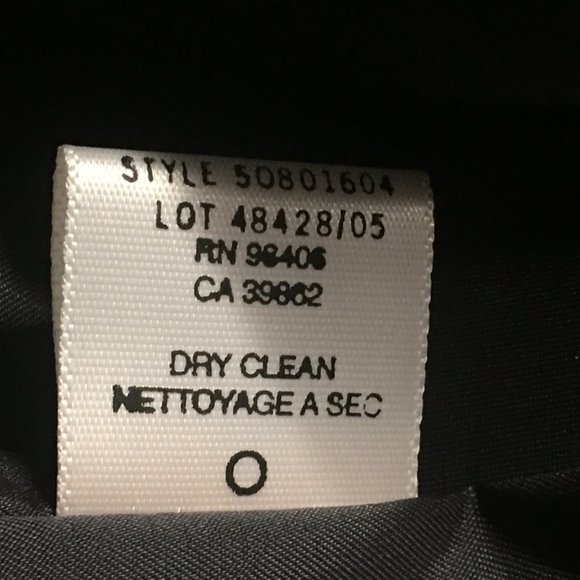 STYLE 50801604
LOT 48428/05
RN 98406
CA 39862
DRY CLEAN
NETTOYAGE A SEC